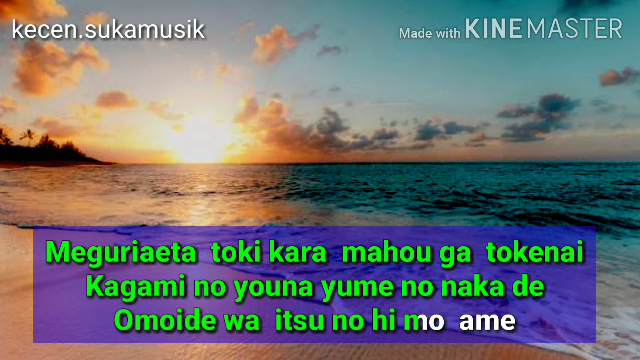 kecen.sukamusik
Made with KINEMASTER
Meguriaeta toki kara mahou ga tokenai
Kagami no youna yume no naka de
Omoide wa itsu no hi mo ame